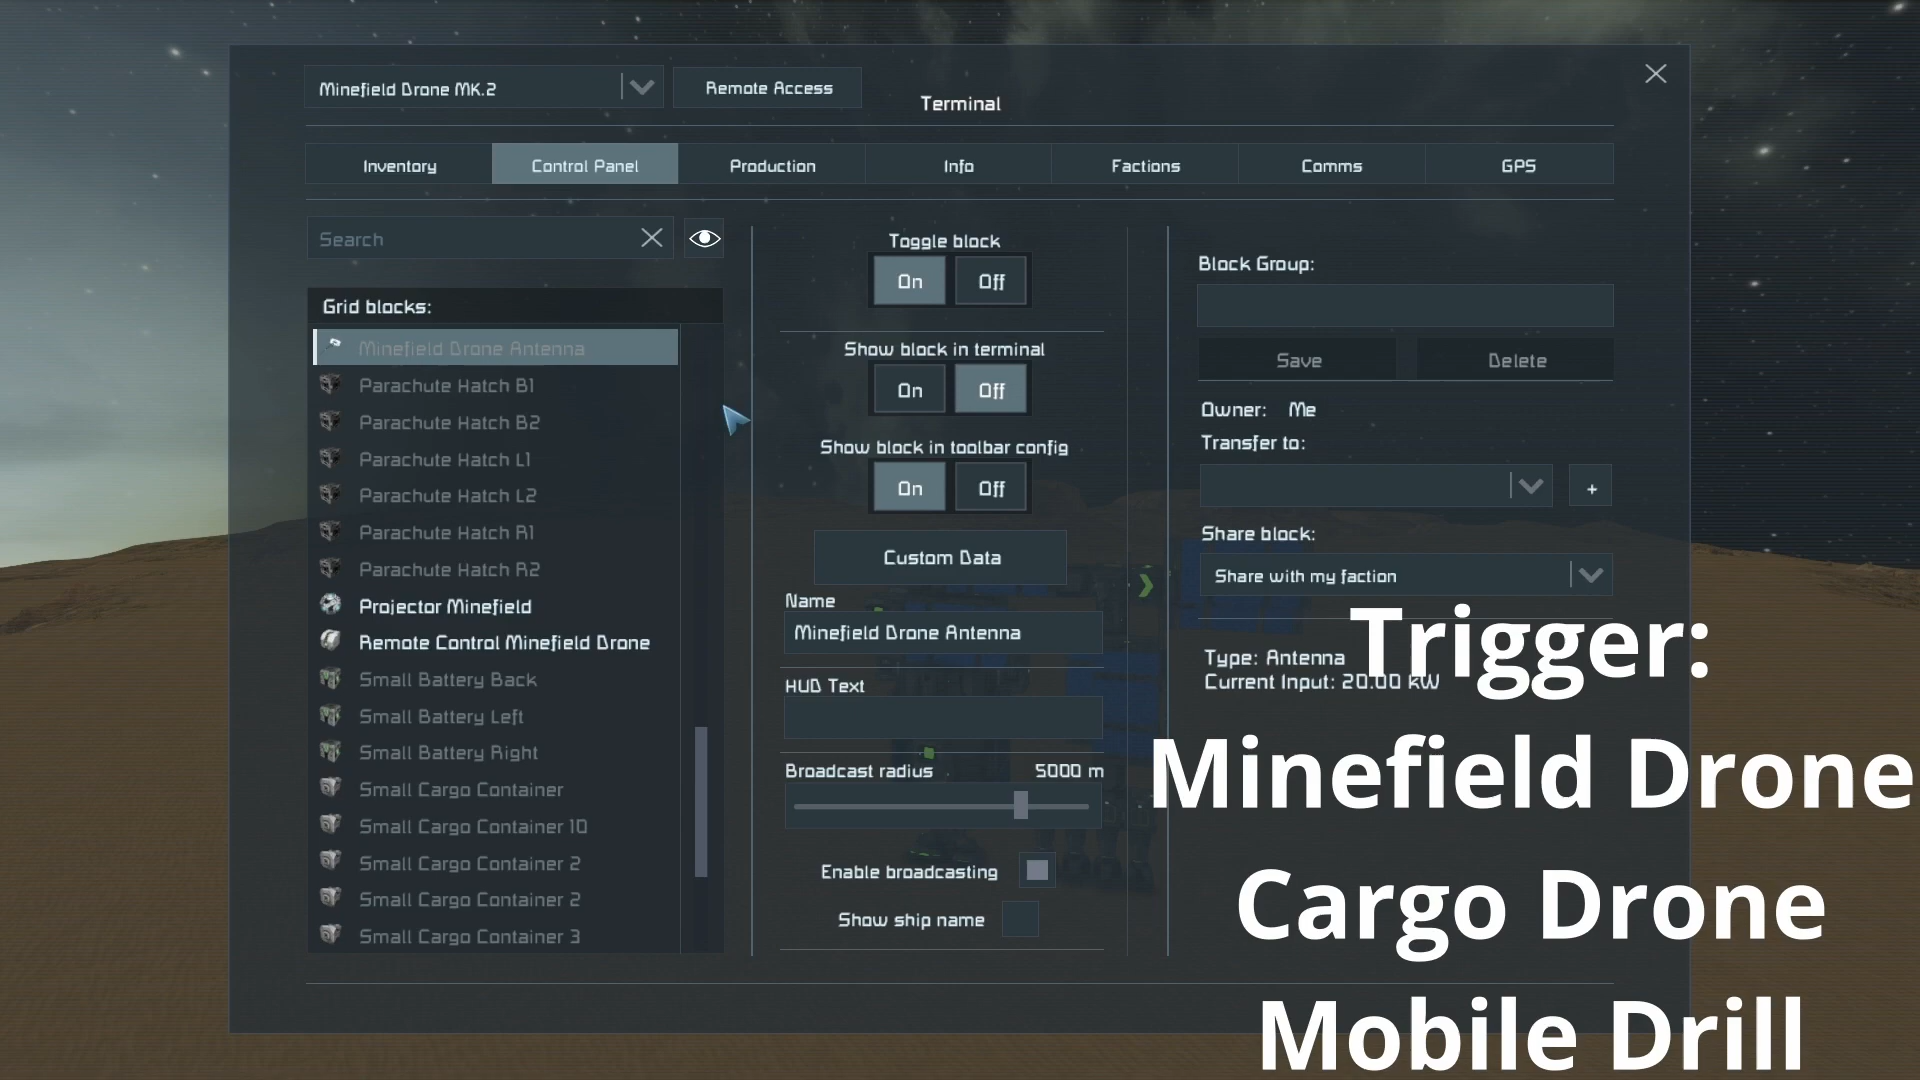 Minefield Drone MK.2
Remote Access
Terminal
Inventory
Control Panel
Production
Info
Factions
Comms
GPS
Search
Grid blocks:
Minefield Drone Antenna
Parachute Hatch B1
Parachute Hatch B2
Parachute Hatch L1
Parachute Hatch L2
Parachute Hatch R1
Parachute Hatch R2
Projector Minefield
Remote Control Minefield Drone
Small Battery Back
Small Battery Left
Small Battery Right
Small Cargo Container
Small Cargo Container 10
Small Cargo Container 2
Small Cargo Container 2
Small Cargo Container 3
Toggle block
On Off
Show block in terminal
On Off
Show block in toolbar config
On Off
Custom Data
Name
Minefield Drone Antenna
HUD Text
Broadcast radius 5000 m
Enable broadcasting
Show ship name
Block Group:
Save Delete
Owner: Me
Transfer to:
+
Share block:
Share with my faction
Type: Antenna
Current Input: 20.00 kW
Trigger:
Minefield Drone
Cargo Drone
Mobile Drill